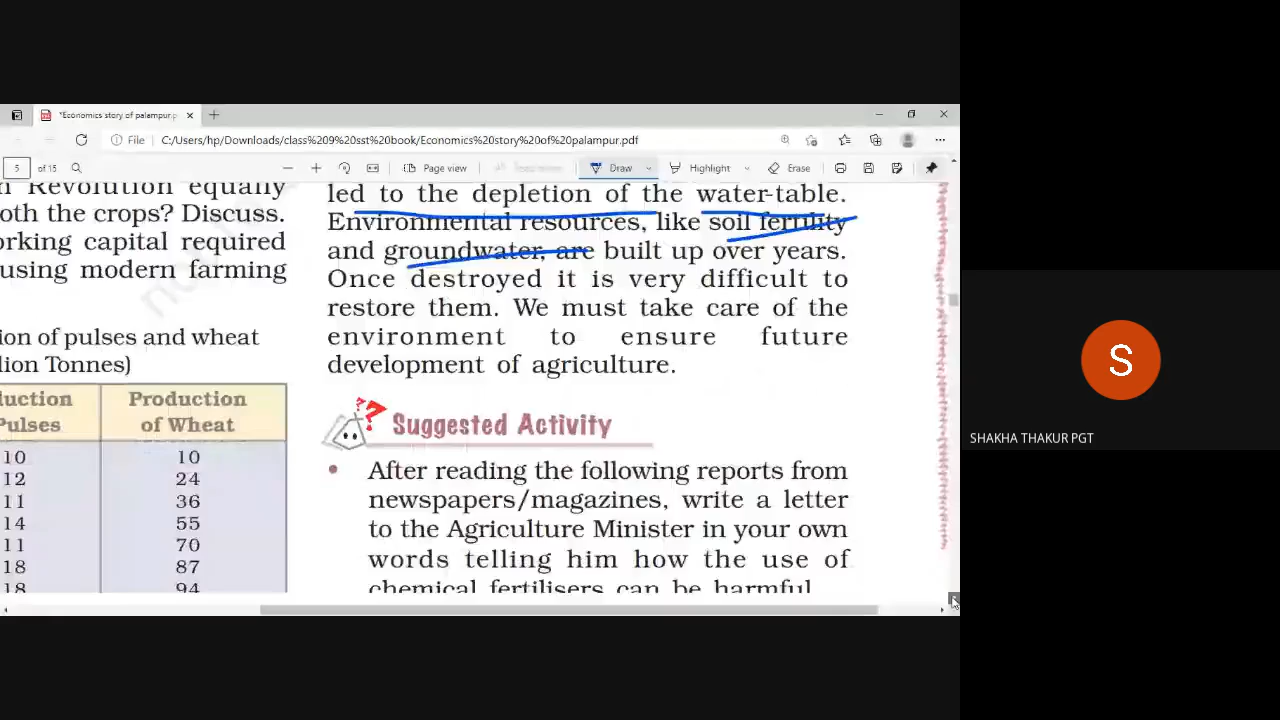 *Economics story of palampur.p
File
C:/Users/hp/Downloads/class%209%20sst%20book/Economics%20story%20of%20palampur.pdf
5 of 15
Page view
Draw
Highlight
Erase
n Revolution equally
oth the crops? Discuss.
orking capital required
using modern farming
ion of pulses and wheat
lion Tonnes)
duction Production
Pulses of Wheat
10 10
12 24
11 36
14 55
11 70
18 87
18 94
led to the depletion of the water-table.
Environmental resources, like soil fertility
and groundwater, are built up over years.
Once destroyed it is very difficult to
restore them. We must take care of the
environment to ensure future
development of agriculture.
Suggested Activity
• After reading the following reports from
newspapers/magazines, write a letter
to the Agriculture Minister in your own
words telling him how the use of
chemical fertilisers can be harmful.
S
SHAKHA THAKUR PGT